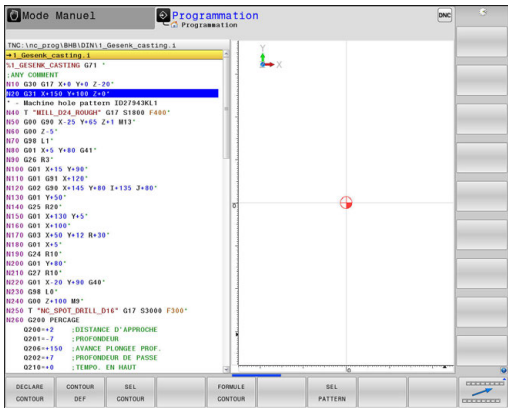 Mode Manuel
Programmation
Programmation
DNC
TNC:\nc_prog\BHB\DIN\1_Gesenk_casting.i
→1_Gesenk_casting.i
%1_GESENK_CASTING G71 *
;ANY COMMENT
N10 G30 G17 X+0 Y+0 Z-20*
N20 G31 X+150 Y+100 Z+0*
* - Machine hole pattern ID27943KL1
N40 T "MILL_D24_ROUGH" G17 S1800 F480*
N50 G00 G90 X-25 Y+65 Z+1 M13*
N60 G00 Z-5*
N70 G98 L1*
N80 G01 X+5 Y+80 G41*
N90 G26 R3*
N100 G01 X+15 Y+90*
N110 G01 G91 X+120*
N120 G02 G90 X+145 Y+80 I+135 J+80*
N130 G01 Y+50*
N140 G25 R20*
N150 G01 X+130 Y+5*
N160 G01 X+100*
N170 G03 X+50 Y+12 R+30*
N180 G01 X+5*
N190 G24 R10*
N200 G01 Y+80*
N210 G27 R10*
N220 G01 X-20 Y+90 G40*
N230 G98 L0*
N240 G00 Z+100 M9*
N250 T "NC_SPOT_DRILL_D16" G17 S3000 F300*
N260 G200 PERCAGE
Q200=+2 ;DISTANCE D'APPROCHE
Q201=-7 ;PROFONDEUR
Q206=+150 ;AVANCE PLONGEE PROF.
Q202=+7 ;PROFONDEUR DE PASSE
Q210=+0 ;TEMPO. EN HAUT
Y
X
0
0
DECLARE CONTOUR
CONTOUR DEF
SEL CONTOUR
FORMULE CONTOUR
SEL PATTERN